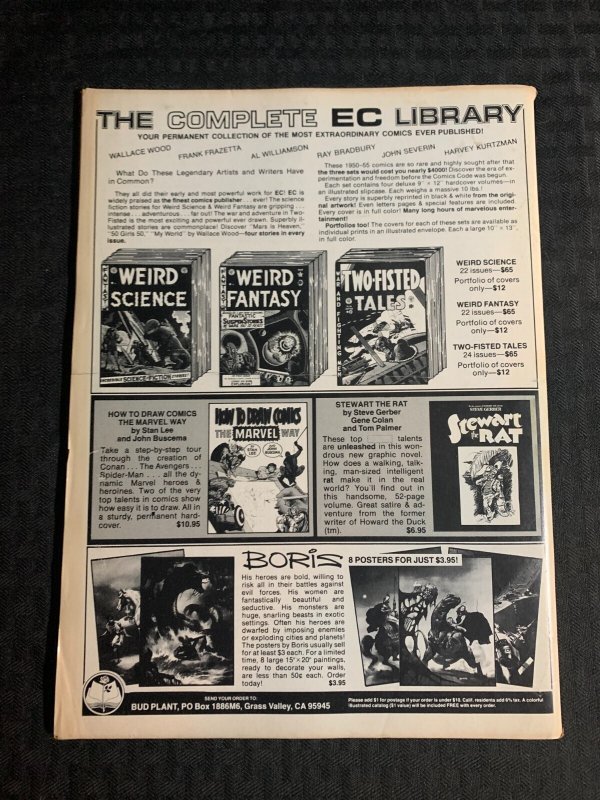 THE COMPLETE EC LIBRARY
YOUR PERMANENT COLLECTION OF THE MOST EXTRAORDINARY COMICS EVER PUBLISHED!
WALLACE WOOD FRANK FRAZETTA AL WILLIAMSON RAY BRADBURY JOHN SEVERIN HARVEY KURTZMAN
What Do These Legendary Artists and Writers Have
in Common?
They all did their early and most powerful work for EC! EC is
widely praised as the finest comics publisher . . . ever! The science
fiction stories for Weird Science & Weird Fantasy are gripping . . .
intense . . . adventurous . . . far out! The war and adventure in Two-
Fisted is the most exciting and powerful ever drawn. Superbly il-
lustrated stories are commonplace! Discover "Mars is Heaven,"
"50 Girls 50," "My World" by Wallace Wood—four stories in every
issue.
These 1950-55 comics are so rare and highly sought after that
the three sets would cost you nearly $4000! Discover the era of ex-
perimentation and freedom before the Comics Code was begun.
Each set contains four deluxe 9" × 12" hardcover volumes—in
an illustrated slipcase. Each weighs a massive 10 lbs.!
Every story is superbly reprinted in black & white from the origi-
nal artwork! Even letters pages & special features are included.
Every cover is in full color! Many long hours of marvelous enter-
tainment!
Portfolios too! The covers for each of these sets are available as
individual prints in an illustrated envelope. Each a large 10" × 13",
in full color.
WEIRD
SCIENCE
INCREDIBLE SCIENCE-FICTION STORIES!
WEIRD
FANTASY
FANTASTIC
SUSPENSTORIES
TWO-FISTED
TALES
WEIRD SCIENCE
22 issues—$65
Portfolio of covers
only—$12
WEIRD FANTASY
22 issues—$65
Portfolio of covers
only—$12
TWO-FISTED TALES
24 issues—$65
Portfolio of covers
only—$12
HOW TO DRAW COMICS
THE MARVEL WAY
by Stan Lee
and John Buscema
Take a step-by-step tour
through the creation of
Conan . . . The Avengers . . .
Spider-Man . . . all the dy-
namic Marvel heroes &
heroines. Two of the very
top talents in comics show
how easy it is to draw. All in
a sturdy, permanent hard-
cover. $10.95
HOW TO DRAW COMICS
THE MARVEL WAY
STEWART THE RAT
by Steve Gerber
Gene Colan
and Tom Palmer
These top talents
are unleashed in this won-
drous new graphic novel.
How does a walking, talk-
ing, man-sized intelligent
rat make it in the real
world? You'll find out in
this handsome, 52-page
volume. Great satire & ad-
venture from the former
writer of Howard the Duck
(tm). $6.95
STEVE GERBER
Stewart
THE RAT
BORIS
8 POSTERS FOR JUST $3.95!
His heroes are bold, willing to
risk all in their battles against
evil forces. His women are
fantastically beautiful and
seductive. His monsters are
huge, snarling beasts in exotic
settings. Often his heroes are
dwarfed by imposing enemies
or exploding cities and planets!
The posters by Boris usually sell
for at least $3 each. For a limited
time, 8 large 15"× 20" paintings,
ready to decorate your walls,
are less than 50¢ each. Order
today! $3.95
SEND YOUR ORDER TO:
BUD PLANT, PO Box 1886M6, Grass Valley, CA 95945
Please add $1 for postage if your order is under $10. Calif. residents add 6% tax. A colorful
illustrated catalog ($1 value) will be included FREE with every order.